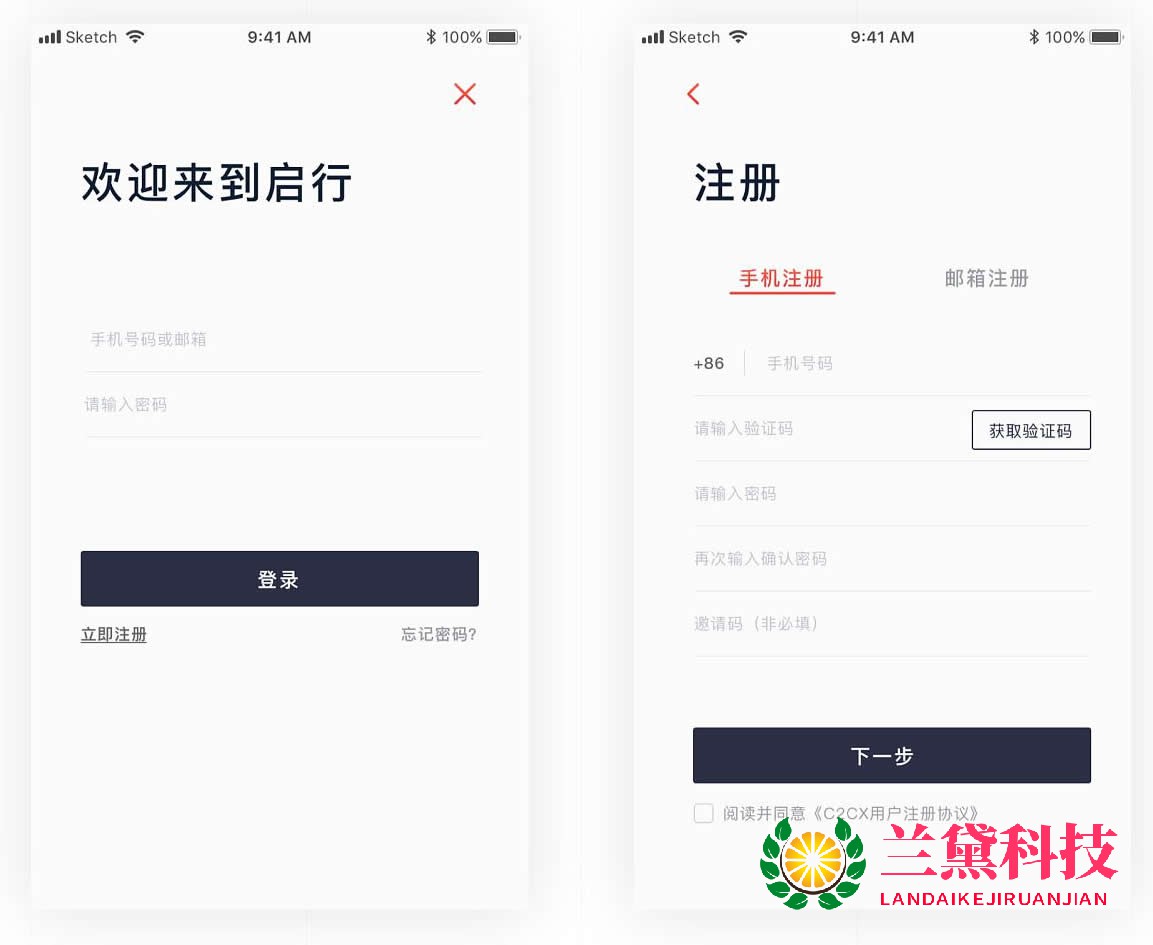 Sketch 9:41 AM 100%
欢迎来到启行
手机号码或邮箱
请输入密码
登录
立即注册 忘记密码?
Sketch 9:41 AM 100%
注册
手机注册 邮箱注册
+86 手机号码
请输入验证码 获取验证码
请输入密码
再次输入确认密码
邀请码（非必填）
下一步
阅读并同意《C2CX用户注册协议》
兰黛科技
LANDAIKEJIRUANJIAN